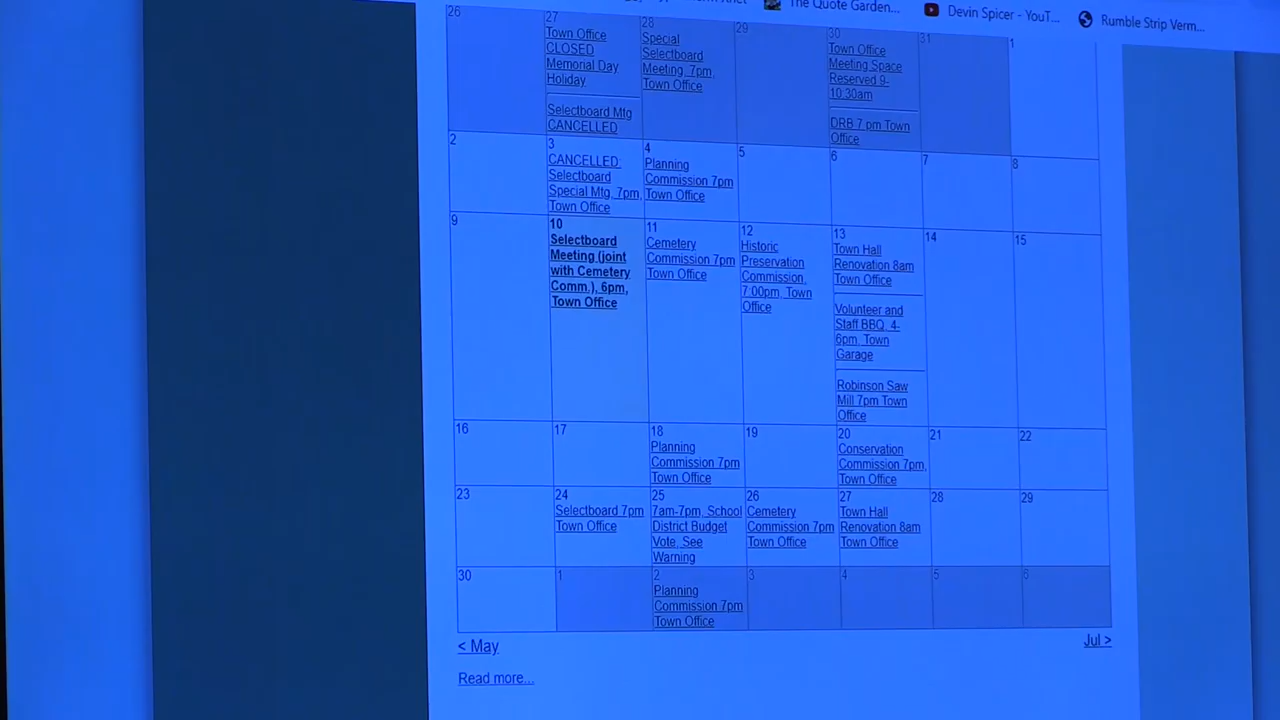 The Quote Garden...
Devin Spicer - YouT...
Rumble Strip Verm...
26
27
Town Office
CLOSED
Memorial Day
Holiday
Selectboard Mtg
CANCELLED
28
Special
Selectboard
Meeting, 7pm,
Town Office
29
30
Town Office
Meeting Space
Reserved 9-
10:30am
DRB 7 pm Town
Office
31
1
2
3
CANCELLED:
Selectboard
Special Mtg, 7pm,
Town Office
4
Planning
Commission 7pm
Town Office
5
6
7
8
9
10
Selectboard
Meeting (joint
with Cemetery
Comm.), 6pm,
Town Office
11
Cemetery
Commission 7pm
Town Office
12
Historic
Preservation
Commission,
7:00pm, Town
Office
13
Town Hall
Renovation 8am
Town Office
Volunteer and
Staff BBQ, 4-
6pm, Town
Garage
Robinson Saw
Mill 7pm Town
Office
14
15
16
17
18
Planning
Commission 7pm
Town Office
19
20
Conservation
Commission 7pm,
Town Office
21
22
23
24
Selectboard 7pm
Town Office
25
7am-7pm, School
District Budget
Vote, See
Warning
26
Cemetery
Commission 7pm
Town Office
27
Town Hall
Renovation 8am
Town Office
28
29
30
1
2
Planning
Commission 7pm
Town Office
3
4
5
6
< May
Jul >
Read more...